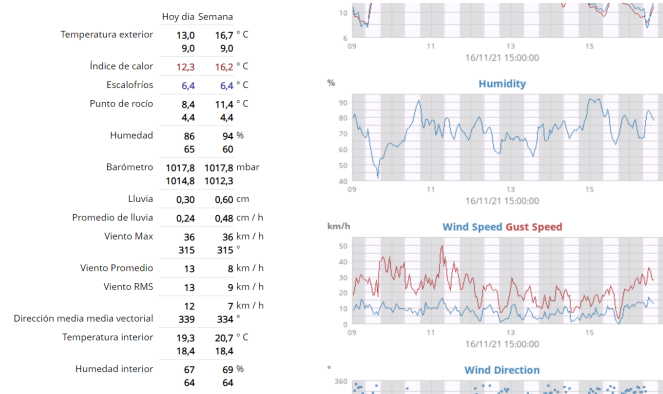 Hoy dia Semana
Temperatura exterior 13,0 16,7 ° C
9,0 9,0
Índice de calor 12,3 16,2 ° C
Escalofríos 6,4 6,4 ° C
Punto de rocío 8,4 11,4 ° C
4,4 4,4
Humedad 86 94 %
65 60
Barómetro 1017,8 1017,8 mbar
1014,8 1012,3
Lluvia 0,30 0,60 cm
Promedio de lluvia 0,24 0,48 cm / h
Viento Max 36 36 km / h
315 315 °
Viento Promedio 13 8 km / h
Viento RMS 13 9 km / h
12 7 km / h
Dirección media media vectorial 339 334 °
Temperatura interior 19,3 20,7 ° C
18,4 18,4
Humedad interior 67 69 %
64 64
10
6
09 11 13 15
16/11/21 15:00:00
% Humidity
90
80
70
60
50
40
09 11 13 15
16/11/21 15:00:00
km/h Wind Speed Gust Speed
50
40
30
20
10
0
09 11 13 15
16/11/21 15:00:00
° Wind Direction
360